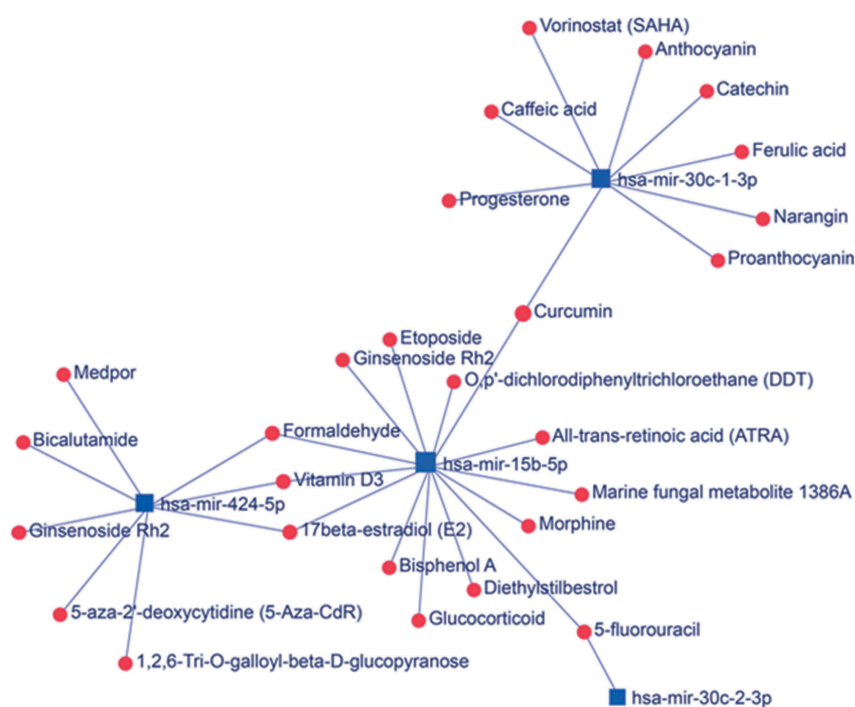 Vorinostat (SAHA)
Anthocyanin
Catechin
Caffeic acid
Ferulic acid
hsa-mir-30c-1-3p
Progesterone
Narangin
Proanthocyanin
Curcumin
Etoposide
Ginsenoside Rh2
Medpor
O,p'-dichlorodiphenyltrichloroethane (DDT)
Formaldehyde
All-trans-retinoic acid (ATRA)
Bicalutamide
hsa-mir-15b-5p
Vitamin D3
Marine fungal metabolite 1386A
hsa-mir-424-5p
Ginsenoside Rh2
17beta-estradiol (E2)
Morphine
Bisphenol A
Diethylstilbestrol
5-aza-2'-deoxycytidine (5-Aza-CdR)
Glucocorticoid
5-fluorouracil
1,2,6-Tri-O-galloyl-beta-D-glucopyranose
hsa-mir-30c-2-3p